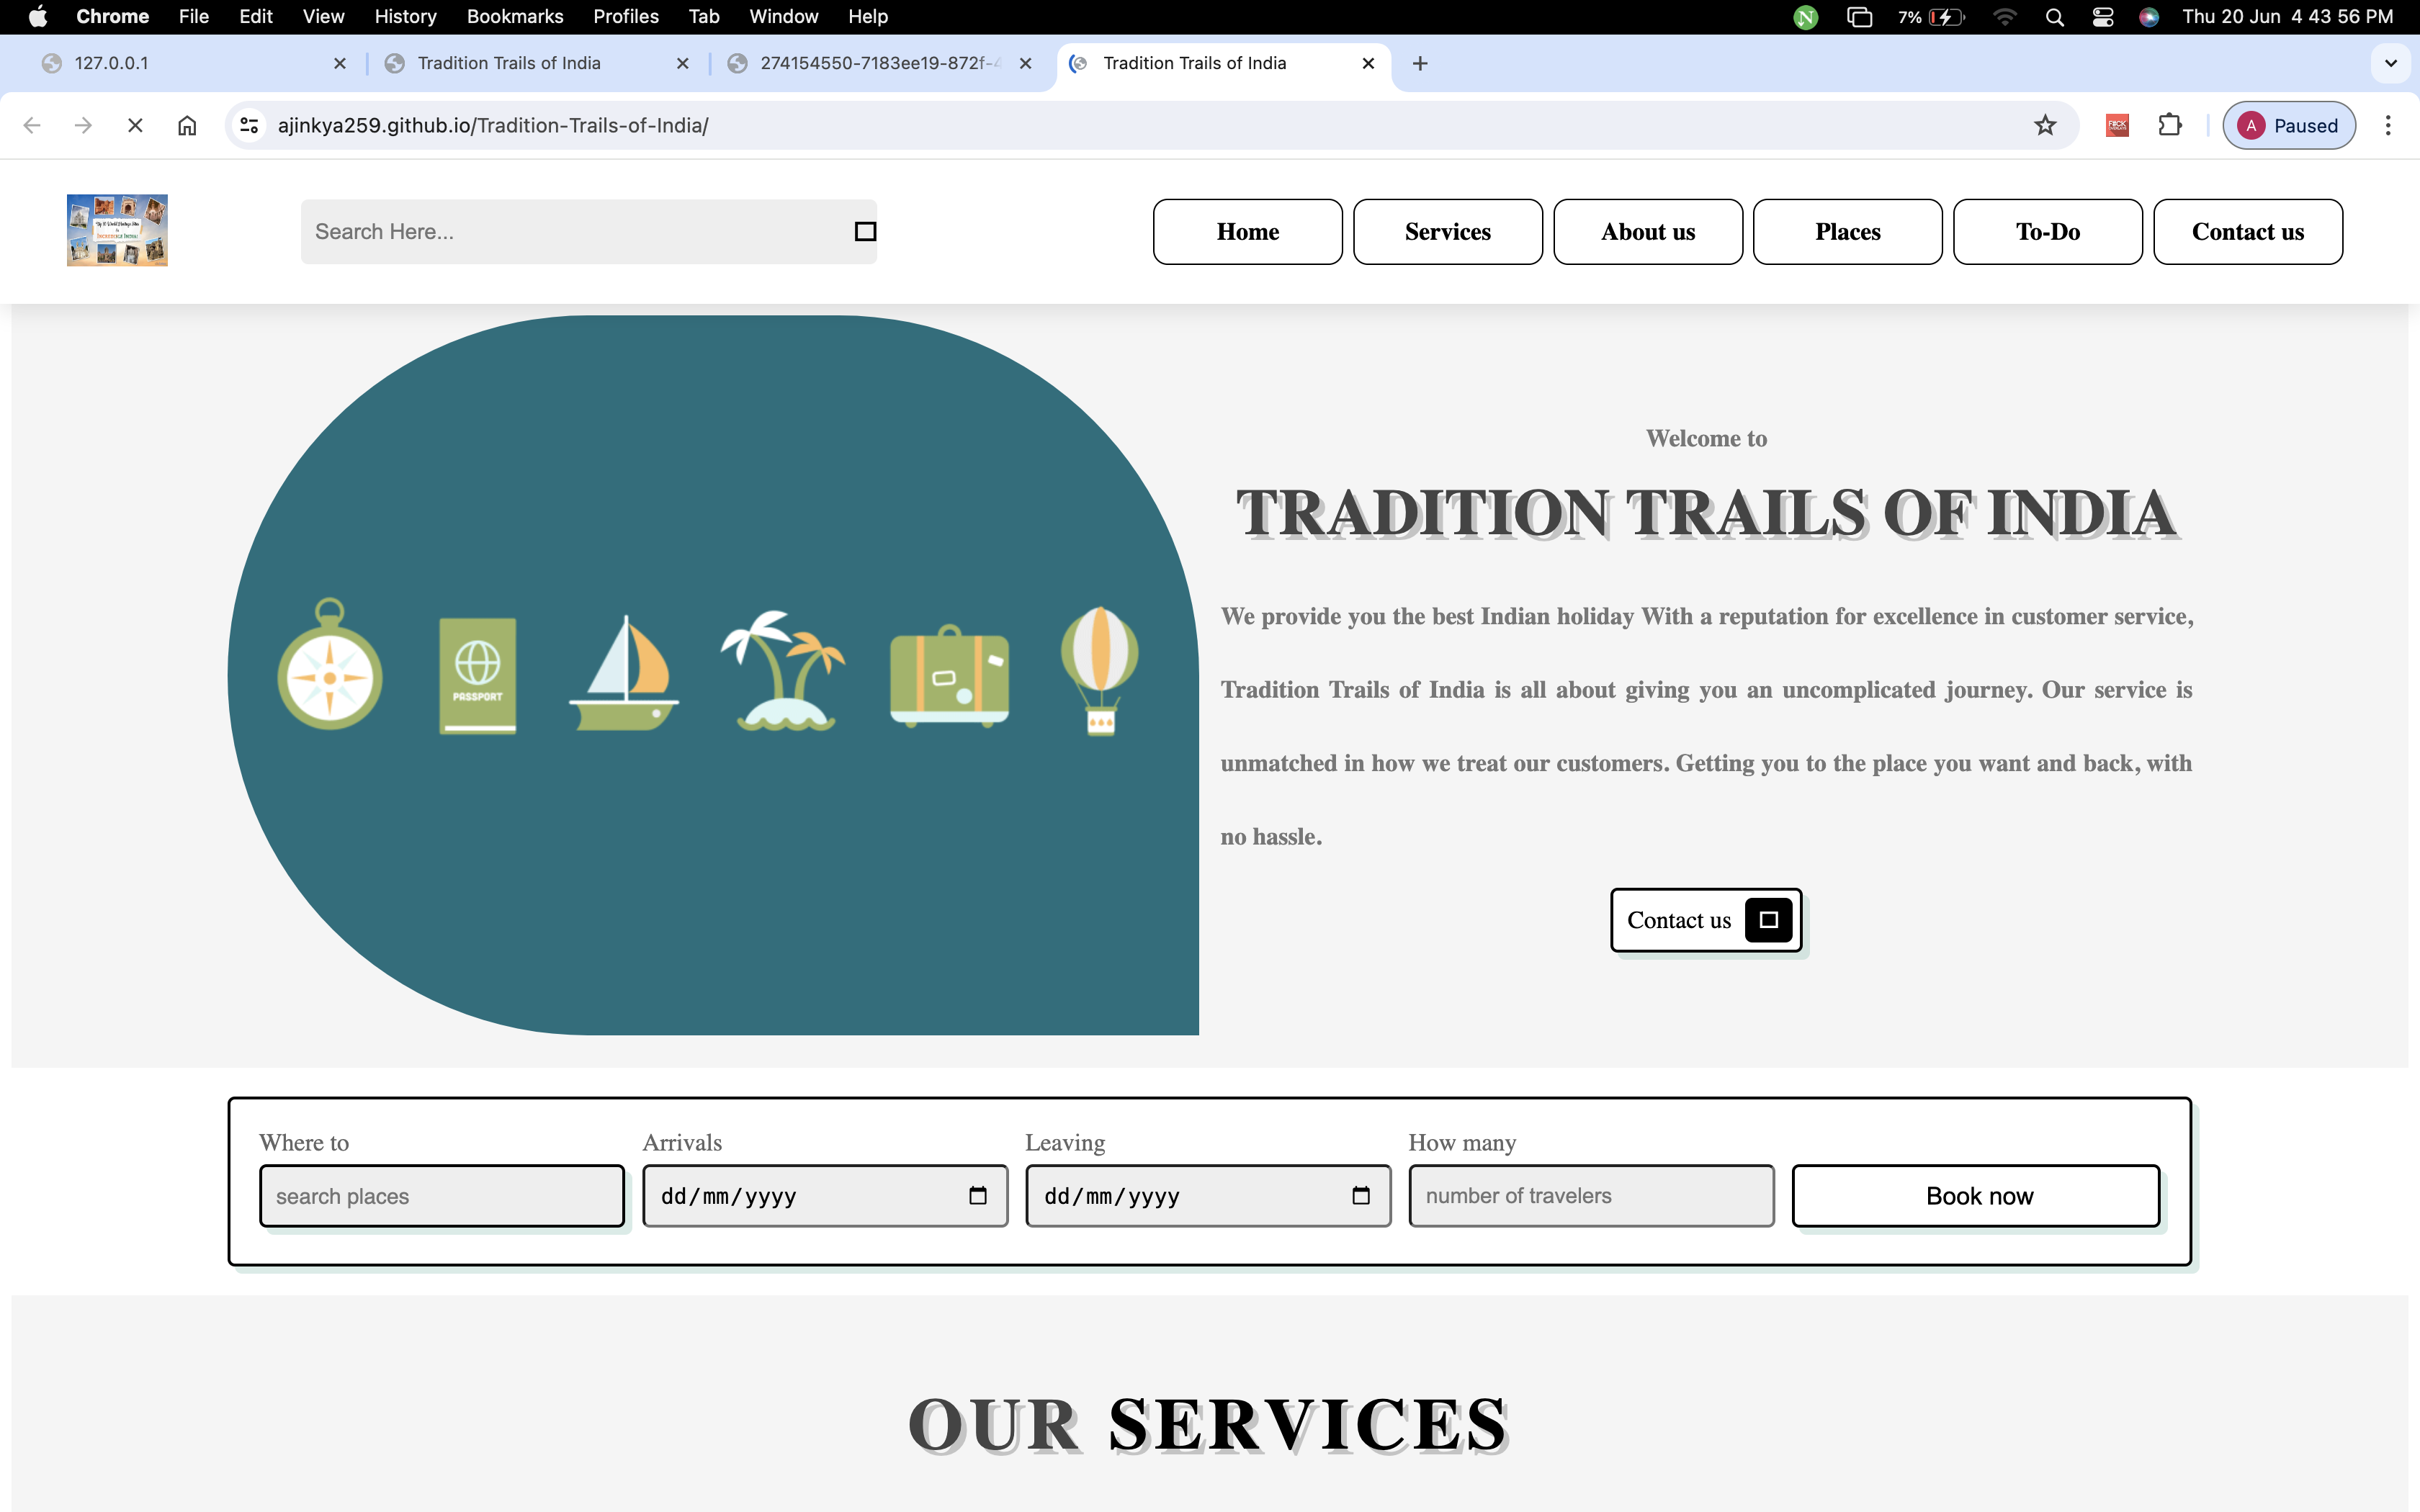 Chrome File Edit View History Bookmarks Profiles Tab Window Help 7% Thu 20 Jun 4 43 56 PM
127.0.0.1 Tradition Trails of India 274154550-7183ee19-872f- Tradition Trails of India
ajinkya259.github.io/Tradition-Trails-of-India/ A Paused
Search Here... Home Services About us Places To-Do Contact us
Welcome to
TRADITION TRAILS OF INDIA
We provide you the best Indian holiday With a reputation for excellence in customer service,
Tradition Trails of India is all about giving you an uncomplicated journey. Our service is
unmatched in how we treat our customers. Getting you to the place you want and back, with
no hassle.
PASSPORT
Contact us
Where to Arrivals Leaving How many
search places dd/mm/yyyy dd/mm/yyyy number of travelers Book now
OUR SERVICES